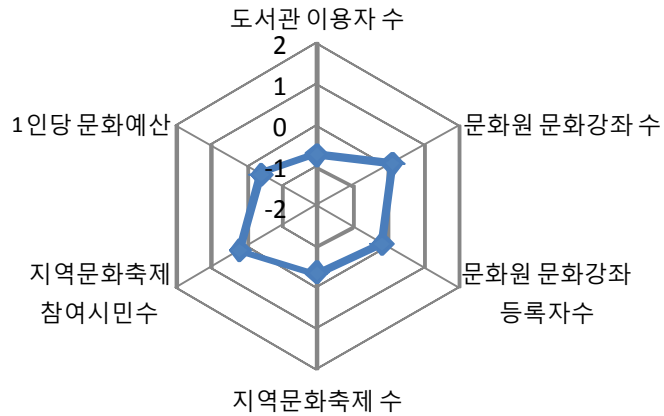 도서관 이용자 수
2
1
0
-1
-2
1인당 문화예산
문화원 문화강좌 수
지역문화축제
참여시민수
문화원 문화강좌
등록자수
지역문화축제 수